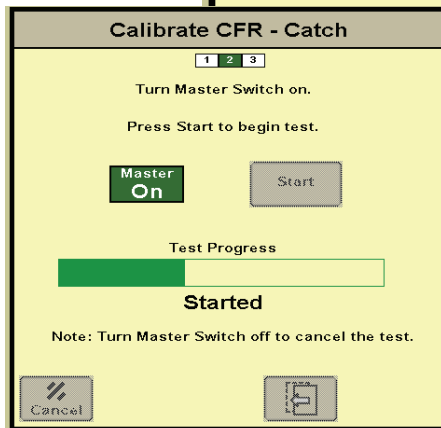 Calibrate CFR - Catch
1 2 3
Turn Master Switch on.
Press Start to begin test.
Master
On
Start
Test Progress
Started
Note: Turn Master Switch off to cancel the test.
Cancel